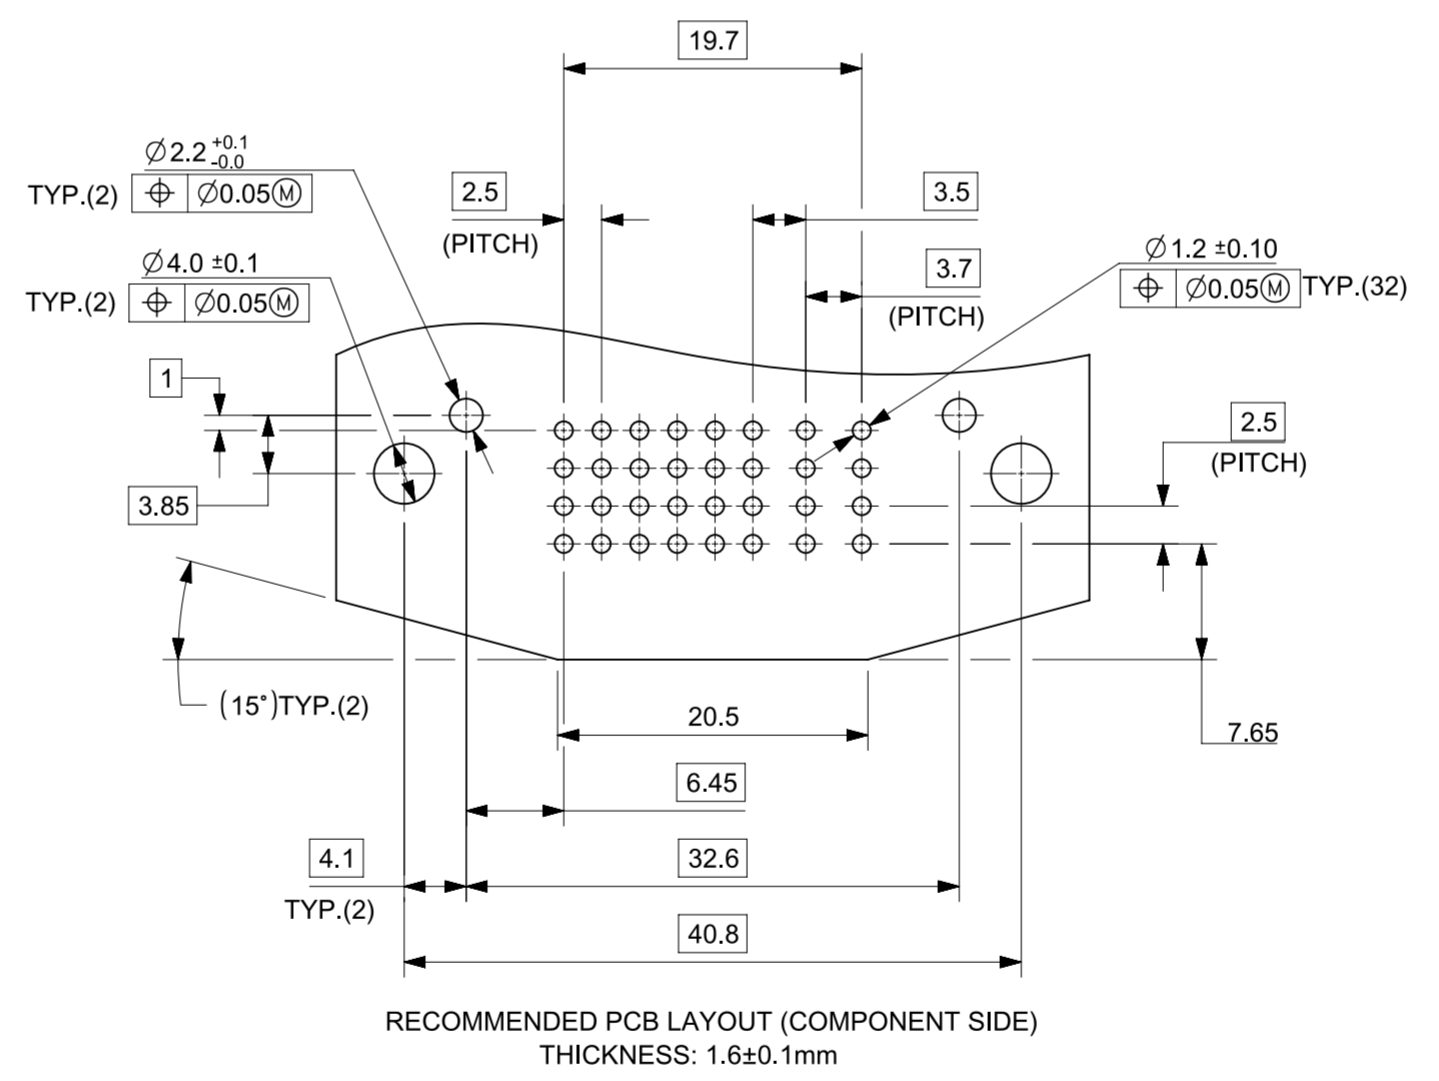 19.7
Ø2.2 +0.1
-0.0
TYP.(2) ⌖ Ø0.05Ⓜ
2.5
(PITCH)
3.5
Ø4.0 ±0.1
TYP.(2) ⌖ Ø0.05Ⓜ
3.7
(PITCH)
Ø1.2 ±0.10
⌖ Ø0.05Ⓜ TYP.(32)
1
3.85
2.5
(PITCH)
(15°)TYP.(2)
20.5
7.65
6.45
4.1
TYP.(2)
32.6
40.8
RECOMMENDED PCB LAYOUT (COMPONENT SIDE)
THICKNESS: 1.6±0.1mm